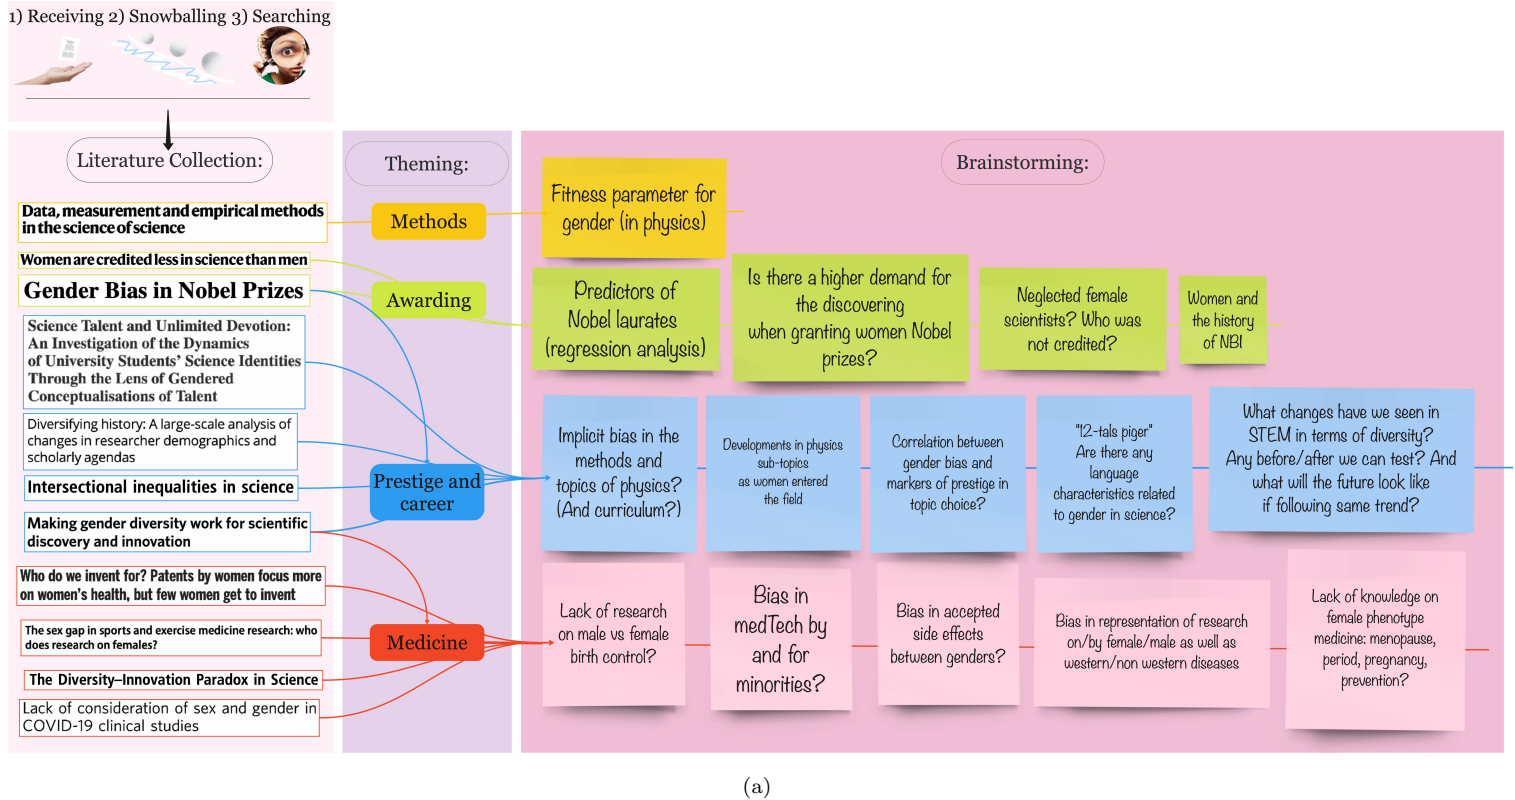 1) Receiving 2) Snowballing 3) Searching
Literature Collection:
Theming:
Brainstorming:
Data, measurement and empirical methods
in the science of science
Methods
Fitness parameter for
gender (in physics)
Women are credited less in science than men
Gender Bias in Nobel Prizes
Awarding
Predictors of
Nobel laurates
(regression analysis)
Is there a higher demand for
the discovering
when granting women Nobel
prizes?
Neglected female
scientists? Who was
not credited?
Women and
the history
of NBI
Science Talent and Unlimited Devotion:
An Investigation of the Dynamics
of University Students' Science Identities
Through the Lens of Gendered
Conceptualisations of Talent
Diversifying history: A large-scale analysis of
changes in researcher demographics and
scholarly agendas
Intersectional inequalities in science
Making gender diversity work for scientific
discovery and innovation
Prestige and
career
Implicit bias in the
methods and
topics of physics?
(And curriculum?)
Developments in physics
sub-topics
as women entered
the field
Correlation between
gender bias and
markers of prestige in
topic choice?
"12-tals piger"
Are there any
language
characteristics related
to gender in science?
What changes have we seen in
STEM in terms of diversity?
Any before/after we can test? And
what will the future look like
if following same trend?
Who do we invent for? Patents by women focus more
on women's health, but few women get to invent
The sex gap in sports and exercise medicine research: who
does research on females?
The Diversity–Innovation Paradox in Science
Lack of consideration of sex and gender in
COVID-19 clinical studies
Medicine
Lack of research
on male vs female
birth control?
Bias in
medTech by
and for
minorities?
Bias in accepted
side effects
between genders?
Bias in representation of research
on/by female/male as well as
western/non western diseases
Lack of knowledge on
female phenotype
medicine: menopause,
period, pregnancy,
prevention?
(a)